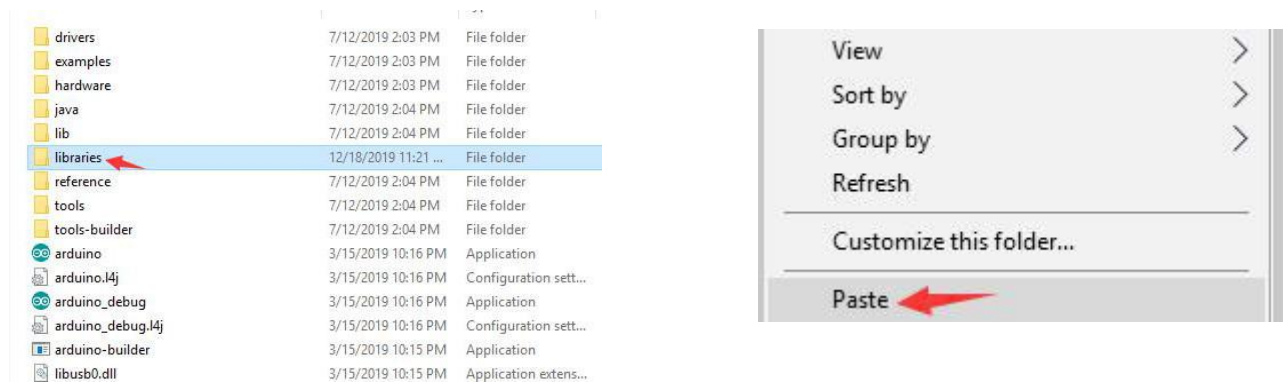 drivers 7/12/2019 2:03 PM File folder
examples 7/12/2019 2:03 PM File folder
hardware 7/12/2019 2:03 PM File folder
java 7/12/2019 2:04 PM File folder
lib 7/12/2019 2:04 PM File folder
libraries 12/18/2019 11:21 ... File folder
reference 7/12/2019 2:04 PM File folder
tools 7/12/2019 2:04 PM File folder
tools-builder 7/12/2019 2:04 PM File folder
arduino 3/15/2019 10:16 PM Application
arduino.l4j 3/15/2019 10:16 PM Configuration sett...
arduino_debug 3/15/2019 10:16 PM Application
arduino_debug.l4j 3/15/2019 10:16 PM Configuration sett...
arduino-builder 3/15/2019 10:15 PM Application
libusb0.dll 3/15/2019 10:15 PM Application extens...
View
Sort by
Group by
Refresh
Customize this folder...
Paste